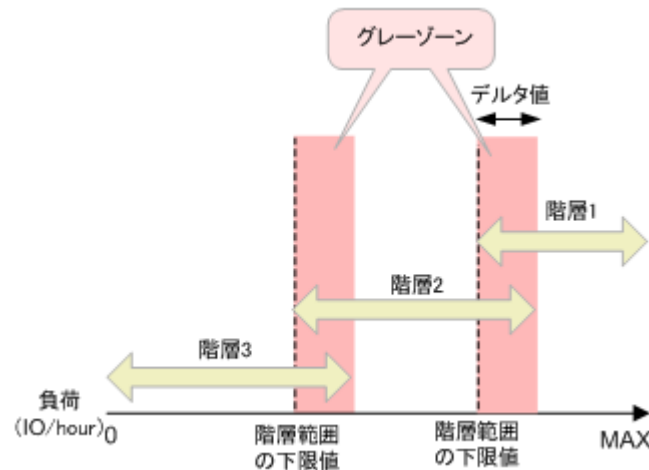 グレーゾーン
デルタ値
階層1
階層2
階層3
負荷
(IO/hour)
0
階層範囲
の下限値
階層範囲
の下限値
MAX